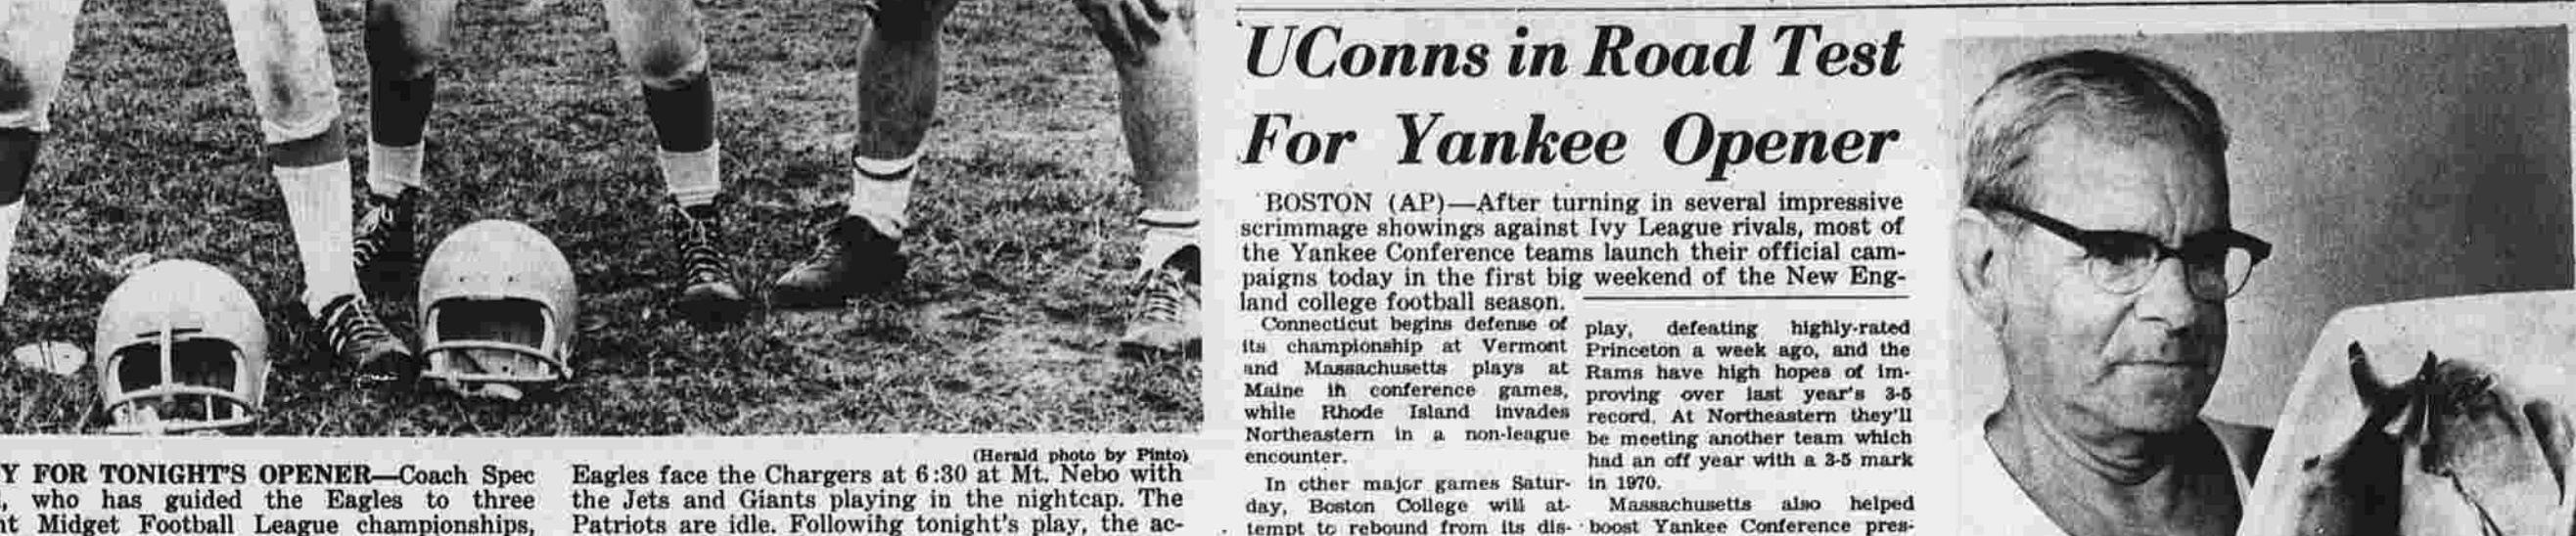 (Herald photo by Pinto)
Y FOR TONIGHT'S OPENER—Coach Spec
, who has guided the Eagles to three
nt Midget Football League championships,
Eagles face the Chargers at 6:30 at Mt. Nebo with
the Jets and Giants playing in the nightcap. The
Patriots are idle. Following tonight's play, the ac-
UConns in Road Test
For Yankee Opener
BOSTON (AP)—After turning in several impressive
scrimmage showings against Ivy League rivals, most of
the Yankee Conference teams launch their official cam-
paigns today in the first big weekend of the New Eng-
land college football season.
Connecticut begins defense of
its championship at Vermont
and Massachusetts plays at
Maine in conference games,
while Rhode Island invades
Northeastern in a non-league
encounter.
In other major games Satur-
day, Boston College will at-
tempt to rebound from its dis-
play, defeating highly-rated
Princeton a week ago, and the
Rams have high hopes of im-
proving over last year's 3-5
record. At Northeastern they'll
be meeting another team which
had an off year with a 3-5 mark
in 1970.
Massachusetts also helped
boost Yankee Conference pres-